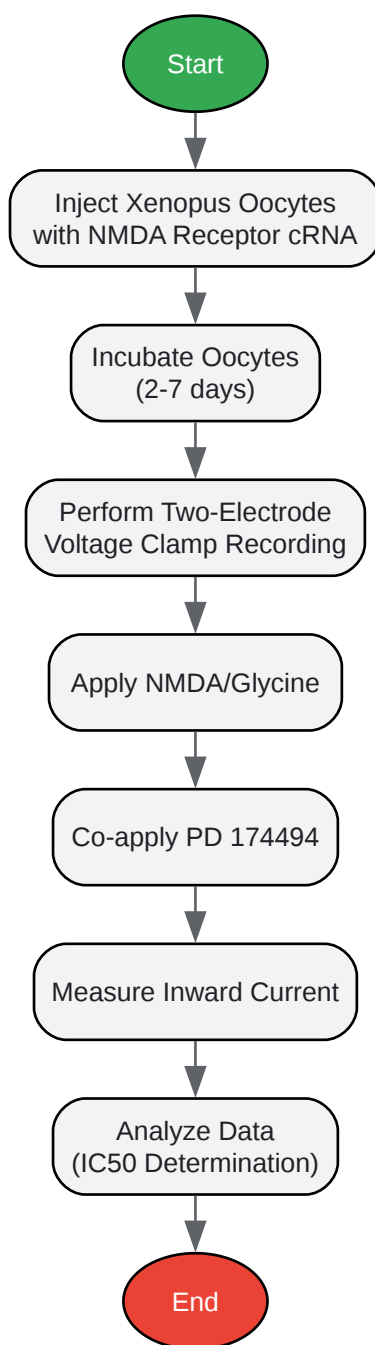 Start
Inject Xenopus Oocytes
with NMDA Receptor cRNA
Incubate Oocytes
(2-7 days)
Perform Two-Electrode
Voltage Clamp Recording
Apply NMDA/Glycine
Co-apply PD 174494
Measure Inward Current
Analyze Data
(IC50 Determination)
End